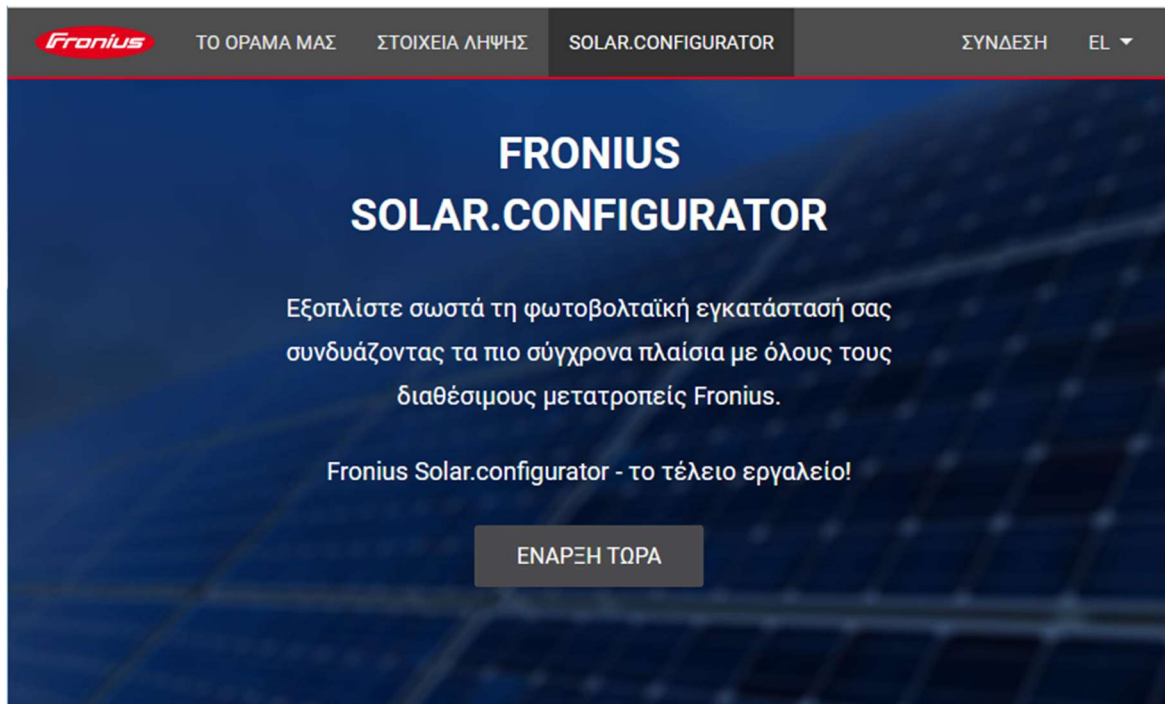 Fronius
ΤΟ ΟΡΑΜΑ ΜΑΣ
ΣΤΟΙΧΕΙΑ ΛΗΨΗΣ
SOLAR.CONFIGURATOR
ΣΥΝΔΕΣΗ
EL
FRONIUS
SOLAR.CONFIGURATOR
Εξοπλίστε σωστά τη φωτοβολταϊκή εγκατάστασή σας
συνδυάζοντας τα πιο σύγχρονα πλαίσια με όλους τους
διαθέσιμους μετατροπείς Fronius.
Fronius Solar.configurator - το τέλειο εργαλείο!
ΕΝΑΡΞΗ ΤΩΡΑ